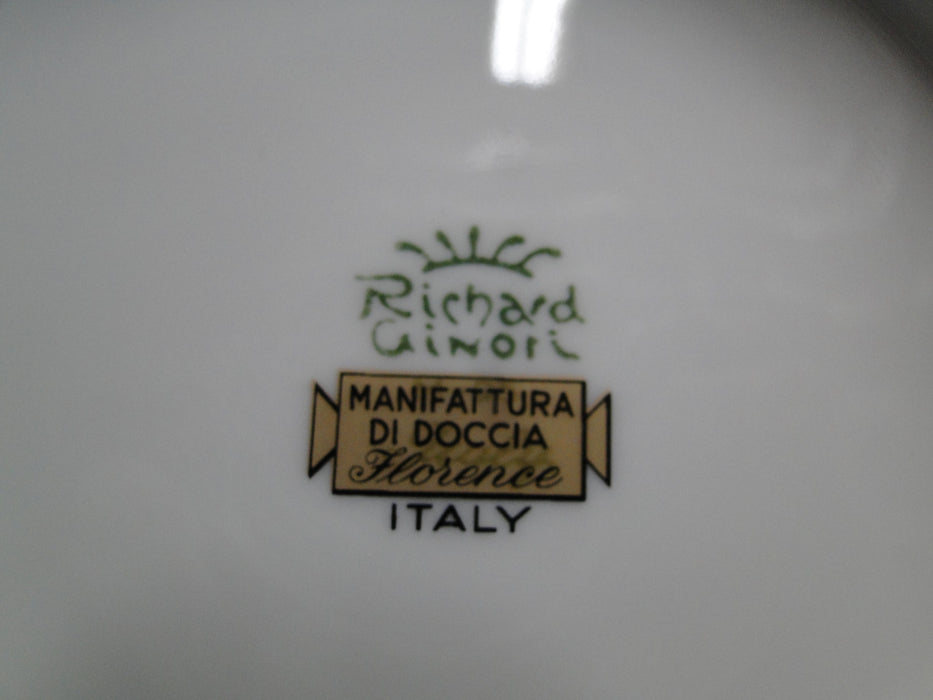 Richard
Ginori
MANIFATTURA
DI DOCCIA
Florence
ITALY